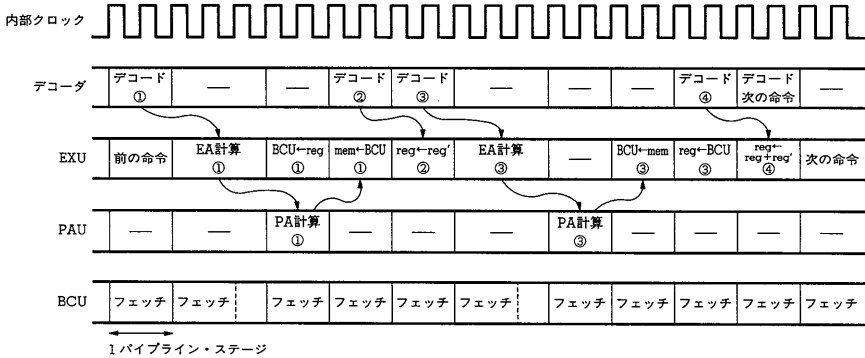 内部クロック
デコーダ
デコード ①
—
—
デコード ②
デコード ③
—
—
—
デコード ④
デコード 次の命令
—
EXU
前の命令
EA計算 ①
BCU←reg ①
mem←BCU ①
reg←reg' ②
EA計算 ③
—
BCU←mem ③
reg←BCU ③
reg← reg+reg' ④
次の命令
PAU
—
—
PA計算 ①
—
—
—
PA計算 ③
—
—
—
—
BCU
フェッチ
フェッチ
フェッチ
フェッチ
フェッチ
フェッチ
フェッチ
フェッチ
フェッチ
フェッチ
フェッチ
1パイプライン・ステージ